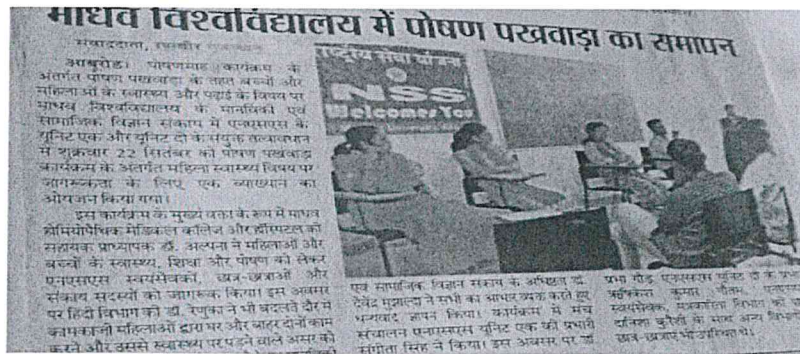 माधव विश्वविद्यालय में पोषण पखवाड़ा का समापन
संवाददाता,
आबूरोड। पोषणमाह कार्यक्रम के
अंतर्गत पोषण पखवाड़ा के तहत बच्चों और
महिलाओं के स्वास्थ्य और पढ़ाई के विषय पर
माधव विश्वविद्यालय के मानविकी एवं
सामाजिक विज्ञान संकाय में एनएसएस के
यूनिट एक और यूनिट दो के संयुक्त तत्वावधान
में शुक्रवार 22 सितंबर को पोषण पखवाड़ा
कार्यक्रम के अंतर्गत महिला स्वास्थ्य विषय पर
जागरूकता के लिए एक व्याख्यान का
आयोजन किया गया।
इस कार्यक्रम के मुख्य वक्ता के रूप में माधव
होमियोपैथिक मेडिकल कॉलेज और हॉस्पिटल की
सहायक प्राध्यापक डॉ. अल्पना ने महिलाओं और
बच्चों के स्वास्थ्य, शिक्षा और पोषण को लेकर
एनएसएस स्वयंसेवकों, छात्र-छात्राओं और
संकाय सदस्यों को जागरूक किया। इस अवसर
पर हिंदी विभाग की डॉ. रेणुका ने भी बदलते दौर में
कामकाजी महिलाओं द्वारा घर और बाहर दोनों काम
करने और उससे स्वास्थ्य पर पड़ने वाले असर को
राष्ट्रीय सेवा योजना
NSS
Welcomes You
एवं सामाजिक विज्ञान संकाय के अधिष्ठाता डॉ.
देवेंद्र मुझाल्दा ने सभी का आभार व्यक्त करते हुए
धन्यवाद ज्ञापन किया। कार्यक्रम में मंच
संचालन एनएसएस यूनिट एक की प्रभारी
संगीता सिंह ने किया। इस अवसर पर डॉ
प्रभा गौड़, एनएसएस यूनिट दो के
कुमार गौतम,
स्वयंसेवक, पत्रकारिता विभाग की
दानिशा कुरैशी के साथ अन्य
छात्र-छात्राएं भी उपस्थित थे।